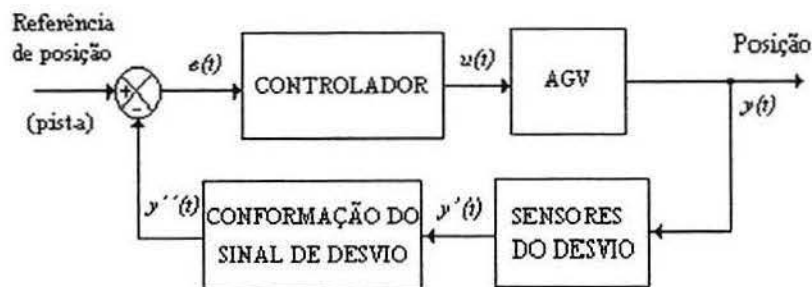 Referência
de posição
(pista)
+
-
e(t)
CONTROLADOR
u(t)
AGV
Posição
y(t)
SENSORES
DO DESVIO
y'(t)
CONFORMAÇÃO DO
SINAL DE DESVIO
y''(t)